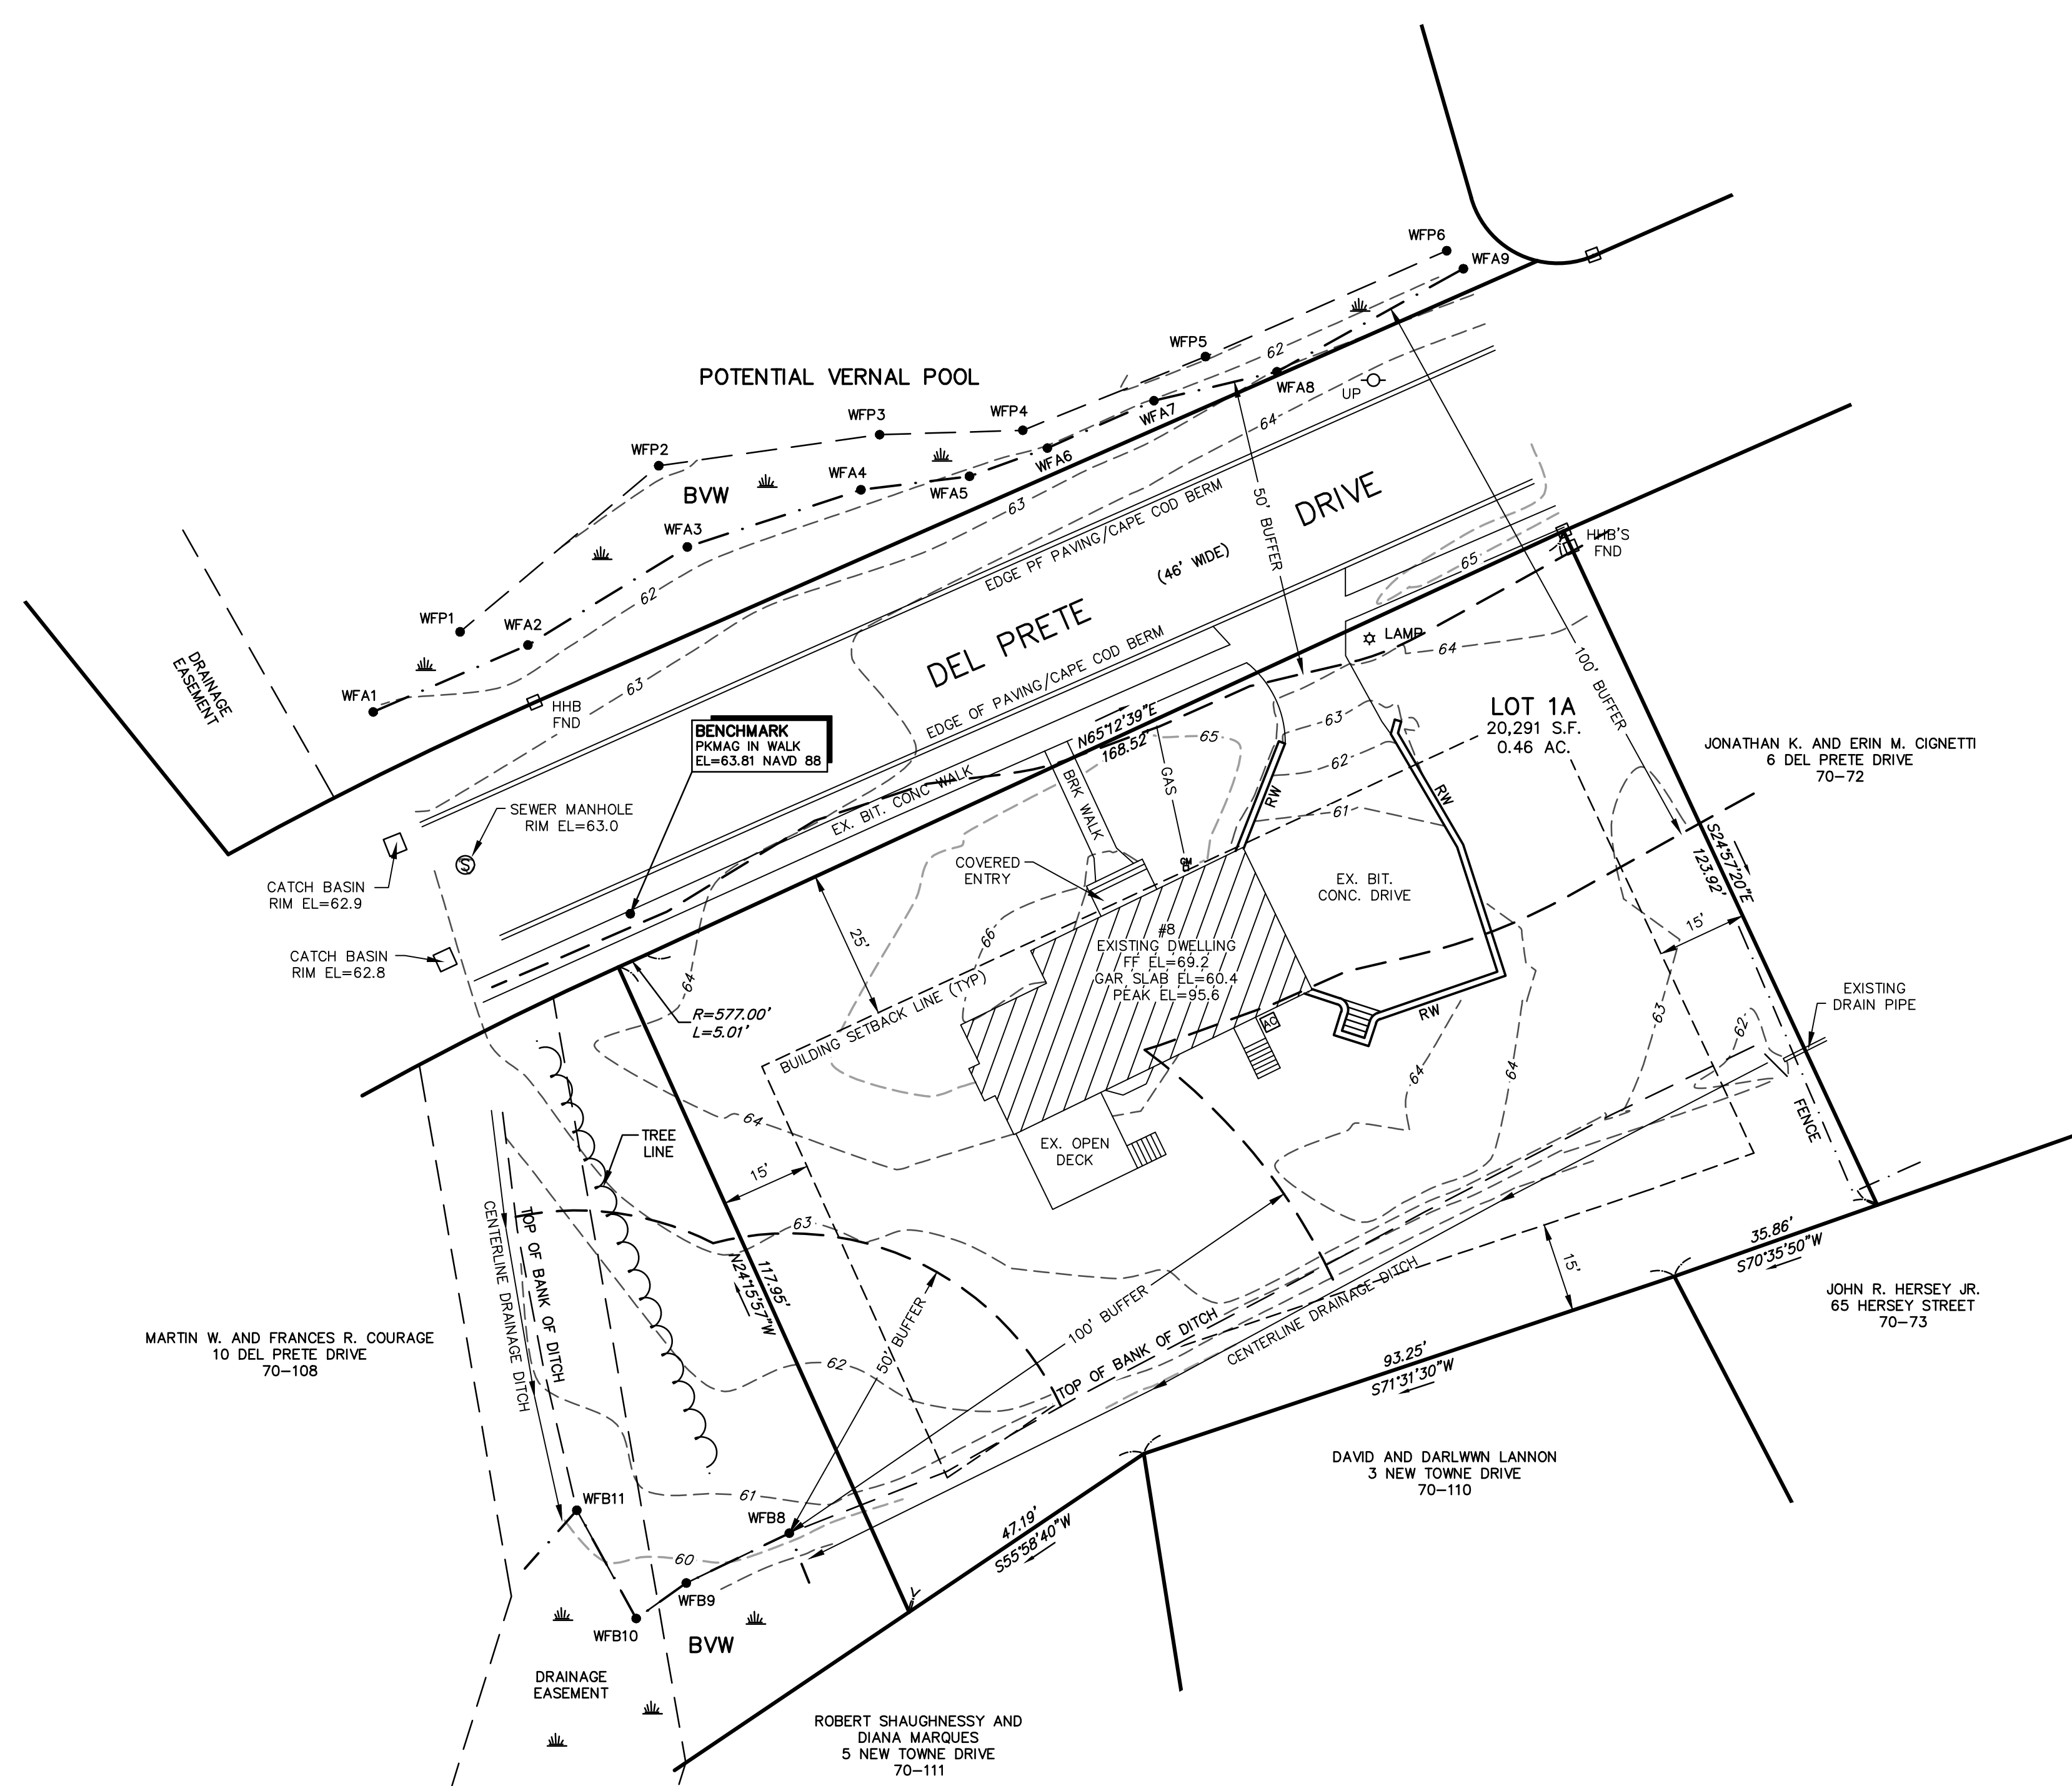 WFP6
WFA9
WFP5
62
POTENTIAL VERNAL POOL
WFA8
UP
WFA7
WFP3
WFP4
64
WFP2
WFA4
WFA6
DRIVE
BVW
WFA5
63
50' BUFFER
EDGE PF PAVING/CAPE COD BERM
WFA3
HHB'S
FND
(46' WIDE)
65
62
WFP1
WFA2
DEL PRETE
LAMP
64
EDGE OF PAVING/CAPE COD BERM
100' BUFFER
DRAINAGE
EASEMENT
63
WFA1
HHB
FND
LOT 1A
20,291 S.F.
0.46 AC.
N65°12'39"E
168.52'
63
BENCHMARK
PKMAG IN WALK
EL=63.81 NAVD 88
65
JONATHAN K. AND ERIN M. CIGNETTI
6 DEL PRETE DRIVE
70-72
62
GAS
BRK WALK
EX. BIT. CONC WALK
RW
RW
61
SEWER MANHOLE
RIM EL=63.0
S
S24°57'20"E
123.92'
COVERED
ENTRY
GM
CATCH BASIN
RIM EL=62.9
EX. BIT.
CONC. DRIVE
15'
25'
66
#8
EXISTING DWELLING
FF EL=69.2
GAR SLAB EL=60.4
PEAK EL=95.6
CATCH BASIN
RIM EL=62.8
64
EXISTING
DRAIN PIPE
BUILDING SETBACK LINE (TYP)
R=577.00'
L=5.01'
AC
RW
63
62
64
64
64
FENCE
TREE
LINE
EX. OPEN
DECK
15'
63
CENTERLINE DRAINAGE DITCH
TOP OF BANK OF DITCH
35.86'
S70°35'50"W
15'
N24°15'57"W
117.95'
100' BUFFER
50' BUFFER
JOHN R. HERSEY JR.
65 HERSEY STREET
70-73
MARTIN W. AND FRANCES R. COURAGE
10 DEL PRETE DRIVE
70-108
TOP OF BANK OF DITCH
CENTERLINE DRAINAGE DITCH
62
93.25'
S71°31'30"W
DAVID AND DARLWWN LANNON
3 NEW TOWNE DRIVE
70-110
61
WFB11
WFB8
47.19'
S55°58'40"W
60
WFB9
WFB10
BVW
DRAINAGE
EASEMENT
ROBERT SHAUGHNESSY AND
DIANA MARQUES
5 NEW TOWNE DRIVE
70-111